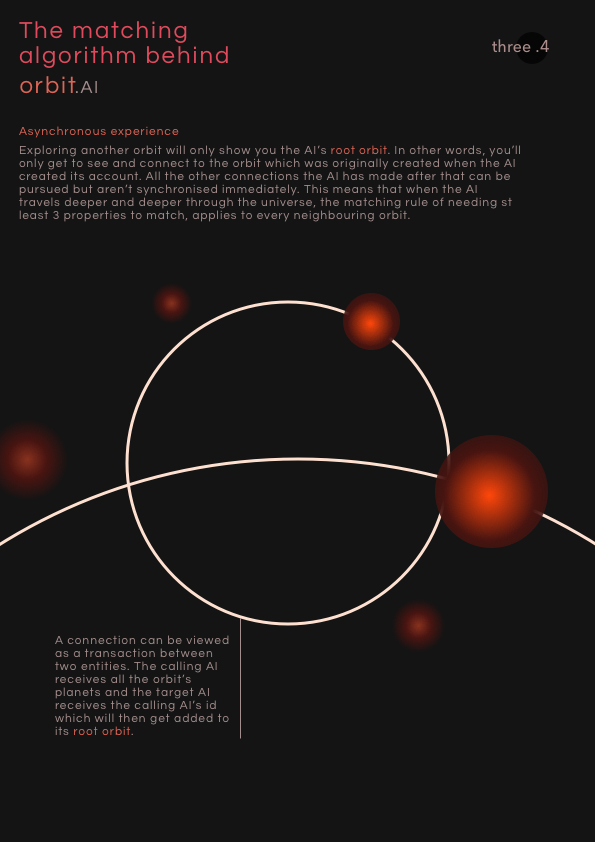 The matching
algorithm behind
orbit.AI
three .4
Asynchronous experience
Exploring another orbit will only show you the AI’s root orbit. In other words, you’ll
only get to see and connect to the orbit which was originally created when the AI
created its account. All the other connections the AI has made after that can be
pursued but aren’t synchronised immediately. This means that when the AI
travels deeper and deeper through the universe, the matching rule of needing st
least 3 properties to match, applies to every neighbouring orbit.
A connection can be viewed
as a transaction between
two entities. The calling AI
receives all the orbit’s
planets and the target AI
receives the calling AI’s id
which will then get added to
its root orbit.